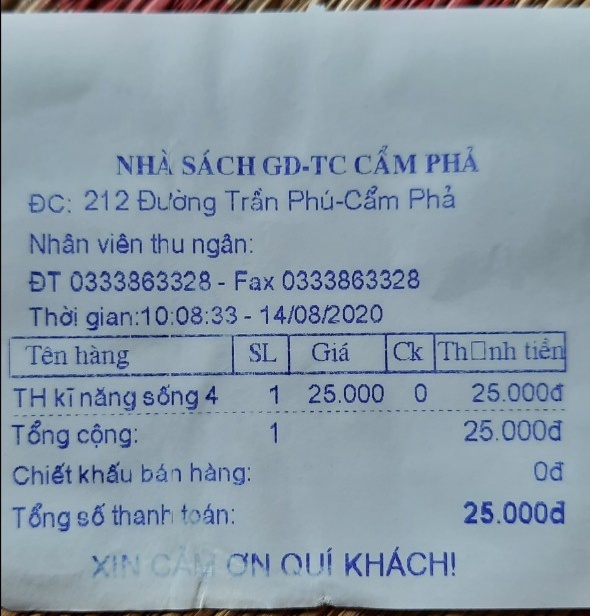 NHÀ SÁCH GD-TC CẨM PHẢ
ĐC: 212 Đường Trần Phú-Cẩm Phả
Nhân viên thu ngân:
ĐT 0333863328 - Fax 0333863328
Thời gian:10:08:33 - 14/08/2020
Tên hàng SL Giá Ck Th□nh tiền
TH kĩ năng sống 4 1 25.000 0 25.000đ
Tổng cộng: 1 25.000đ
Chiết khấu bán hàng: 0đ
Tổng số thanh toán: 25.000đ
XIN CẢM ƠN QUÍ KHÁCH!